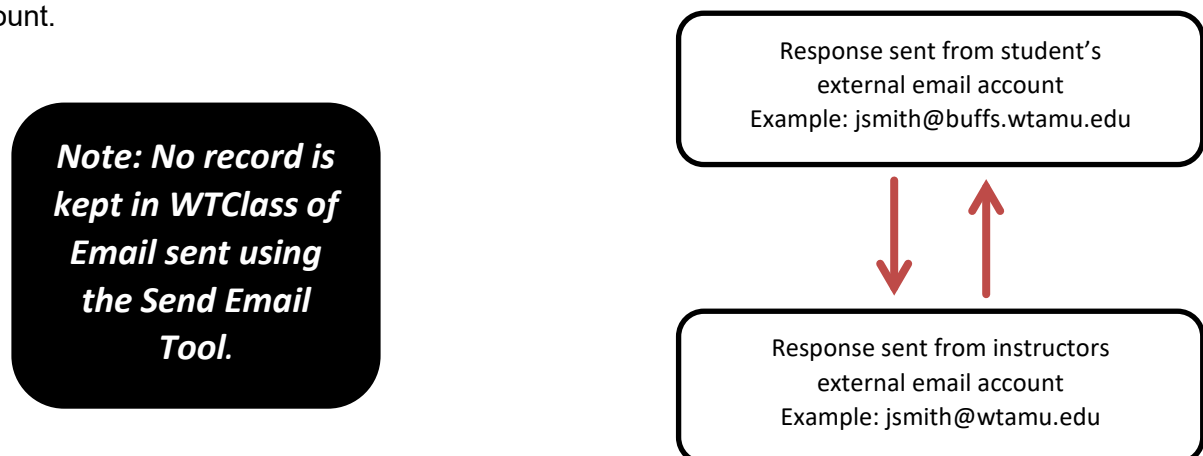 Note: No record is
kept in WTClass of
Email sent using
the Send Email
Tool.
Response sent from student’s
external email account
Example: jsmith@buffs.wtamu.edu
Response sent from instructors
external email account
Example: jsmith@wtamu.edu